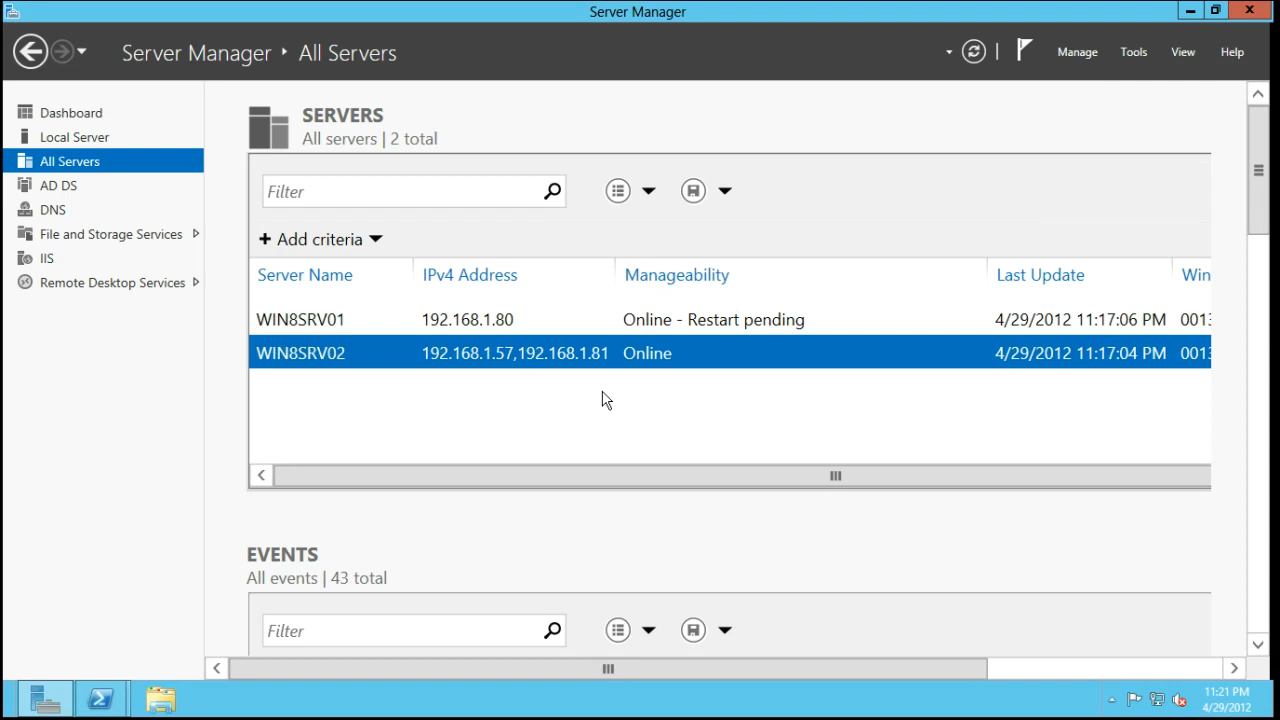 Server Manager
Server Manager All Servers
Manage Tools View Help
Dashboard
Local Server
All Servers
AD DS
DNS
File and Storage Services
IIS
Remote Desktop Services
SERVERS
All servers | 2 total
Filter
Add criteria
Server Name IPv4 Address Manageability Last Update Win
WIN8SRV01 192.168.1.80 Online - Restart pending 4/29/2012 11:17:06 PM 0013
WIN8SRV02 192.168.1.57,192.168.1.81 Online 4/29/2012 11:17:04 PM 0013
EVENTS
All events | 43 total
Filter
11:21 PM
4/29/2012